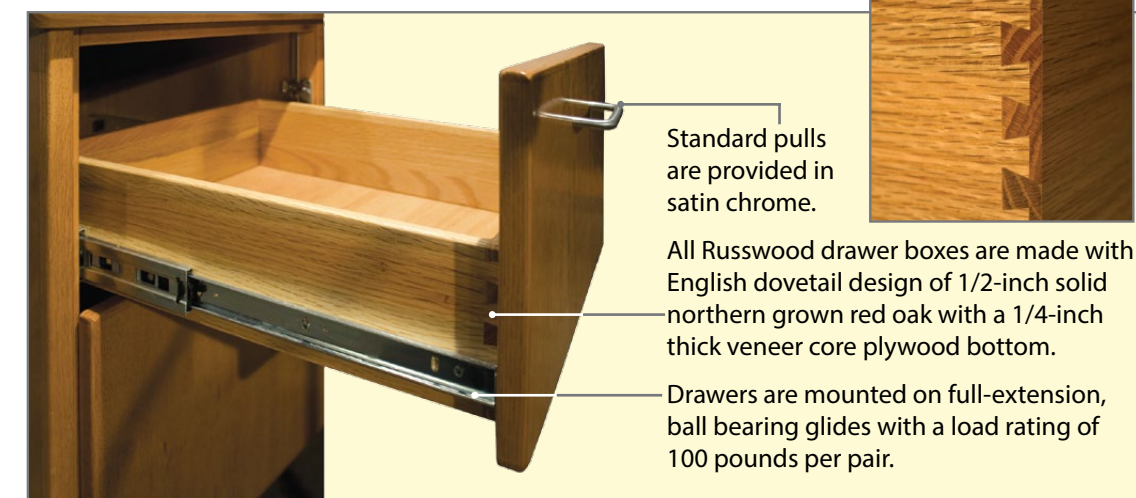 Standard pulls
are provided in
satin chrome.
All Russwood drawer boxes are made with
English dovetail design of 1/2-inch solid
northern grown red oak with a 1/4-inch
thick veneer core plywood bottom.
Drawers are mounted on full-extension,
ball bearing glides with a load rating of
100 pounds per pair.